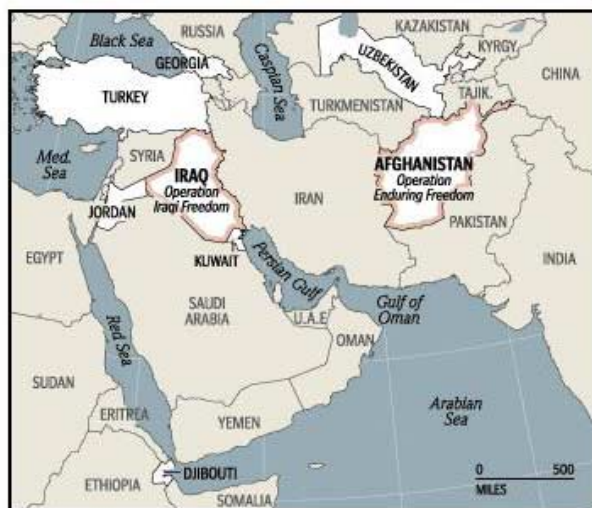 RUSSIA
KAZAKHSTAN
Black Sea
GEORGIA
Caspian Sea
UZBEKISTAN
KYRGY.
CHINA
TURKEY
TURKMENISTAN
TAJIK.
Med.
Sea
SYRIA
IRAQ
Operation
Iraqi Freedom
AFGHANISTAN
Operation
Enduring Freedom
IRAN
JORDAN
PAKISTAN
EGYPT
KUWAIT
Persian Gulf
INDIA
SAUDI
ARABIA
U.A.E
Gulf of
Oman
Red Sea
OMAN
SUDAN
ERITREA
YEMEN
Arabian
Sea
DJIBOUTI
ETHIOPIA
SOMALIA
0 500
MILES